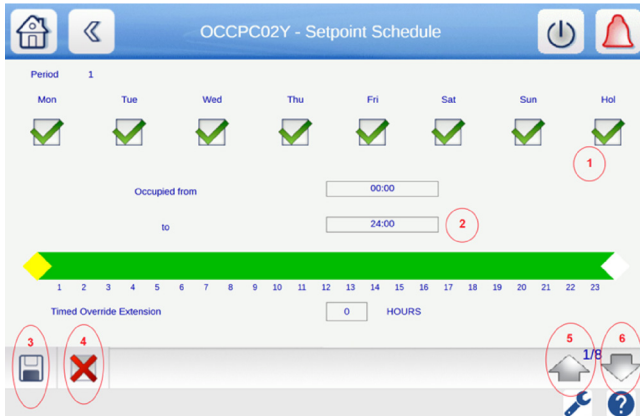 OCCPC02Y - Setpoint Schedule
Period 1
Mon Tue Wed Thu Fri Sat Sun Hol
1
Occupied from 00:00
to 24:00 2
1 2 3 4 5 6 7 8 9 10 11 12 13 14 15 16 17 18 19 20 21 22 23
Timed Override Extension 0 HOURS
3 4 5 6
1/8
?